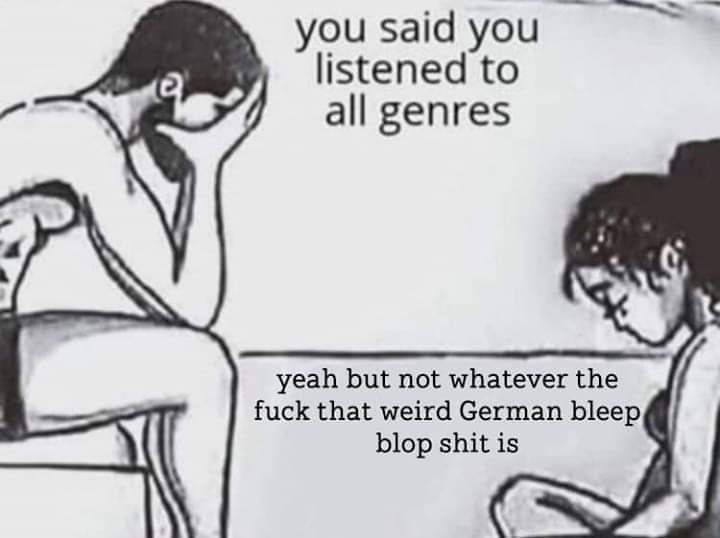 you said you
listened to
all genres
yeah but not whatever the
fuck that weird German bleep
blop shit is